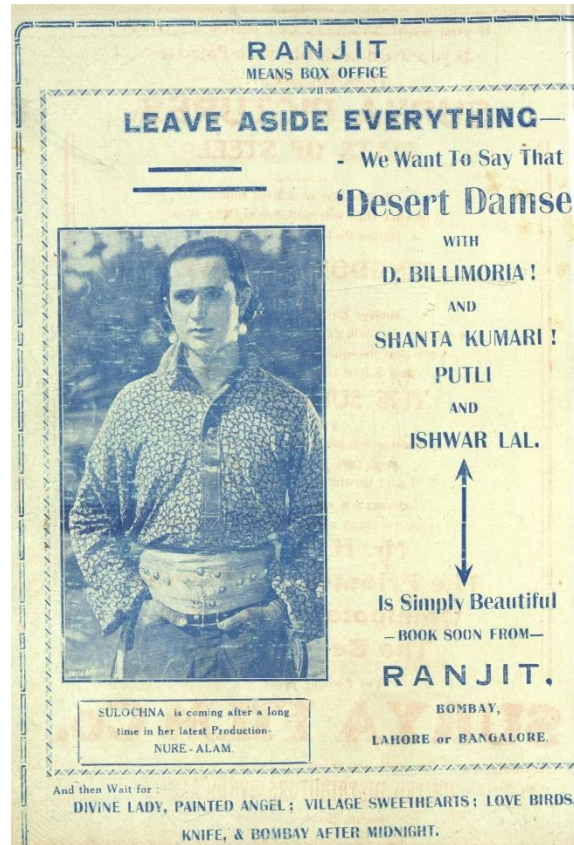 RANJIT
MEANS BOX OFFICE
LEAVE ASIDE EVERYTHING—
- We Want To Say That
'Desert Damse
WITH
D. BILLIMORIA!
AND
SHANTA KUMARI!
PUTLI
AND
ISHWAR LAL.
Is Simply Beautiful
—BOOK SOON FROM—
RANJIT,
BOMBAY,
LAHORE or BANGALORE.
SULOCHNA is coming after a long
time in her latest Production-
NURE-ALAM.
And then Wait for :
DIVINE LADY, PAINTED ANGEL; VILLAGE SWEETHEARTS; LOVE BIRDS.
KNIFE, & BOMBAY AFTER MIDNIGHT.